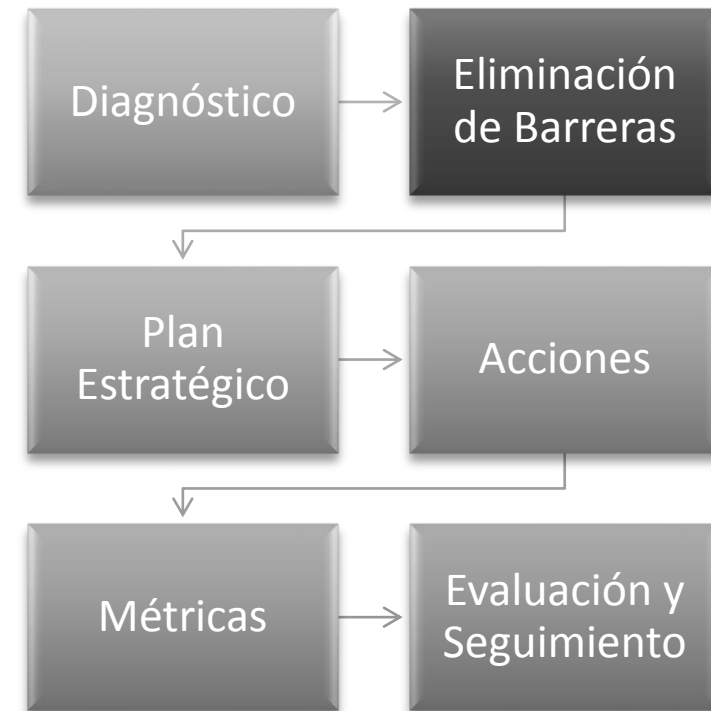 Diagnóstico
Eliminación
de Barreras
Plan
Estratégico
Acciones
Métricas
Evaluación y
Seguimiento